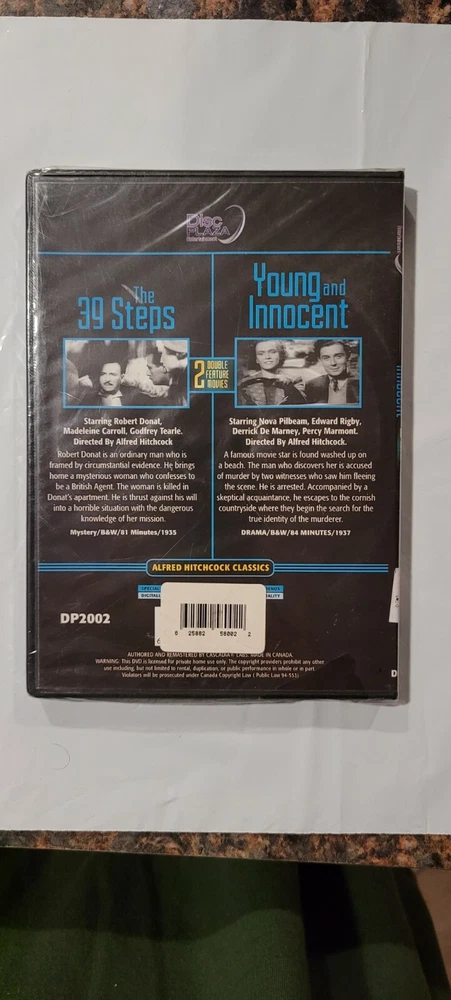 Disc
PLAZA
Entertainment
The
39 Steps
Young and
Innocent
2 DOUBLE
FEATURE
MOVIES
Starring Robert Donat,
Madeleine Carroll, Godfrey Tearle.
Directed By Alfred Hitchcock
Robert Donat is an ordinary man who is
framed by circumstantial evidence. He brings
home a mysterious woman who confesses to
be a British Agent. The woman is killed in
Donat's apartment. He is thrust against his will
into a horrible situation with the dangerous
knowledge of her mission.
Mystery/B&W/81 Minutes/1935
Starring Nova Pilbeam, Edward Rigby,
Derrick De Marney, Percy Marmont.
Directed By Alfred Hitchcock.
A famous movie star is found washed up on
a beach. The man who discovers her is accused
of murder by two witnesses who saw him fleeing
the scene. He is arrested. Accompanied by a
skeptical acquaintance, he escapes to the cornish
countryside where they begin the search for the
true identity of the murderer.
DRAMA/B&W/84 MINUTES/1937
ALFRED HITCHCOCK CLASSICS
DP2002
6 25882 56002 2
AUTHORED AND REMASTERED BY CASCADIA LABS. MADE IN CANADA.
WARNING: This DVD is licensed for private home use only. The copyright providers prohibit any other
use including, but not limited to rental, duplication, or public performance in whole or in part.
Violators will be prosecuted under Canada Copyright Law ( Public Law 94-553)